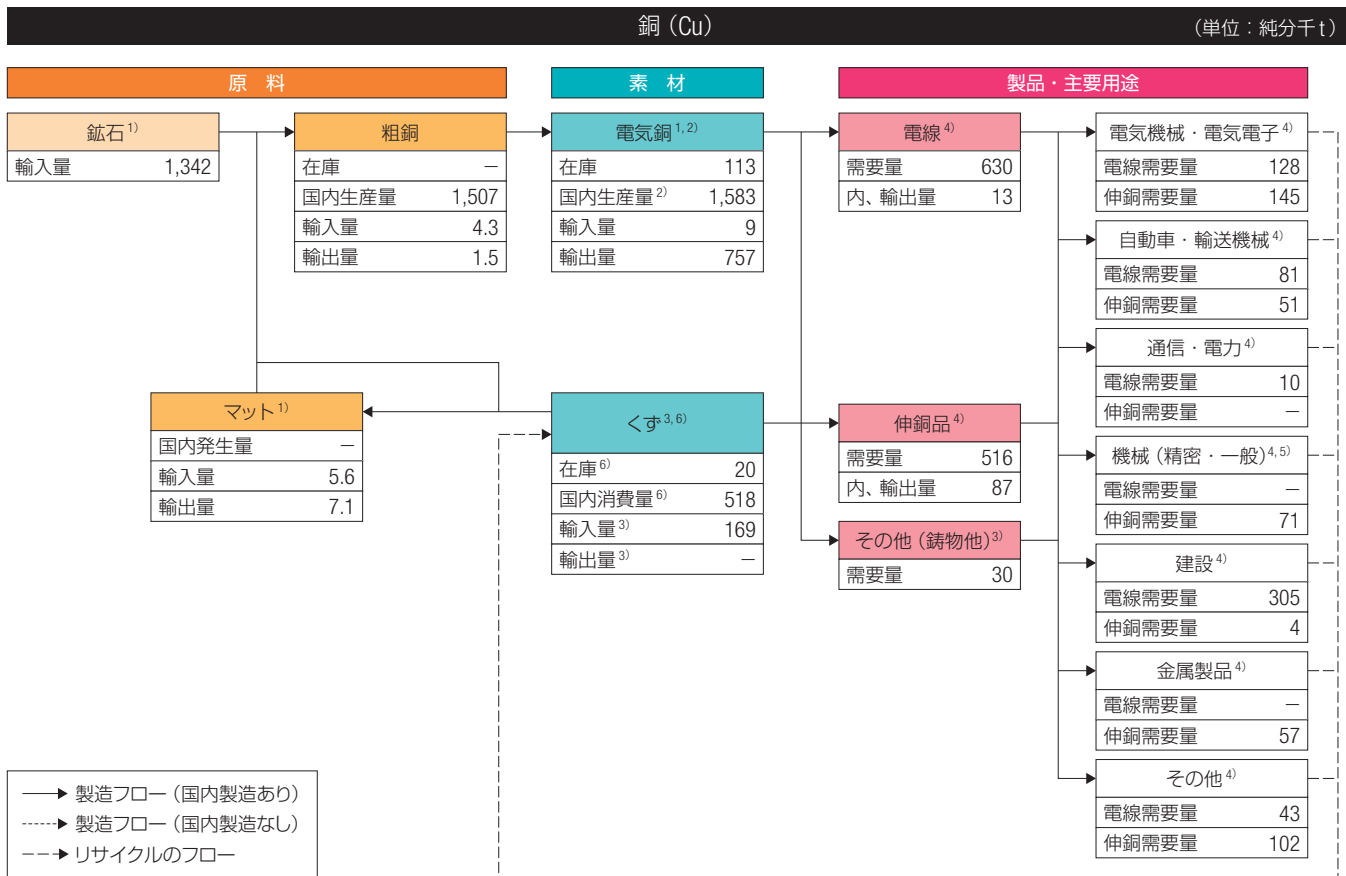 銅（Cu）
（単位：純分千t）
原料
素材
製品・主要用途
鉱石 1)
輸入量 1,342
粗銅
在庫 －
国内生産量 1,507
輸入量 4.3
輸出量 1.5
電気銅 1, 2)
在庫 113
国内生産量 2) 1,583
輸入量 9
輸出量 757
電線 4)
需要量 630
内、輸出量 13
電気機械・電気電子 4)
電線需要量 128
伸銅需要量 145
自動車・輸送機械 4)
電線需要量 81
伸銅需要量 51
通信・電力 4)
電線需要量 10
伸銅需要量 －
マット 1)
国内発生量 －
輸入量 5.6
輸出量 7.1
くず 3, 6)
在庫 6) 20
国内消費量 6) 518
輸入量 3) 169
輸出量 3) －
伸銅品 4)
需要量 516
内、輸出量 87
その他（鋳物他）3)
需要量 30
機械（精密・一般）4, 5)
電線需要量 －
伸銅需要量 71
建設 4)
電線需要量 305
伸銅需要量 4
金属製品 4)
電線需要量 －
伸銅需要量 57
その他 4)
電線需要量 43
伸銅需要量 102
製造フロー（国内製造あり）
製造フロー（国内製造なし）
リサイクルのフロー